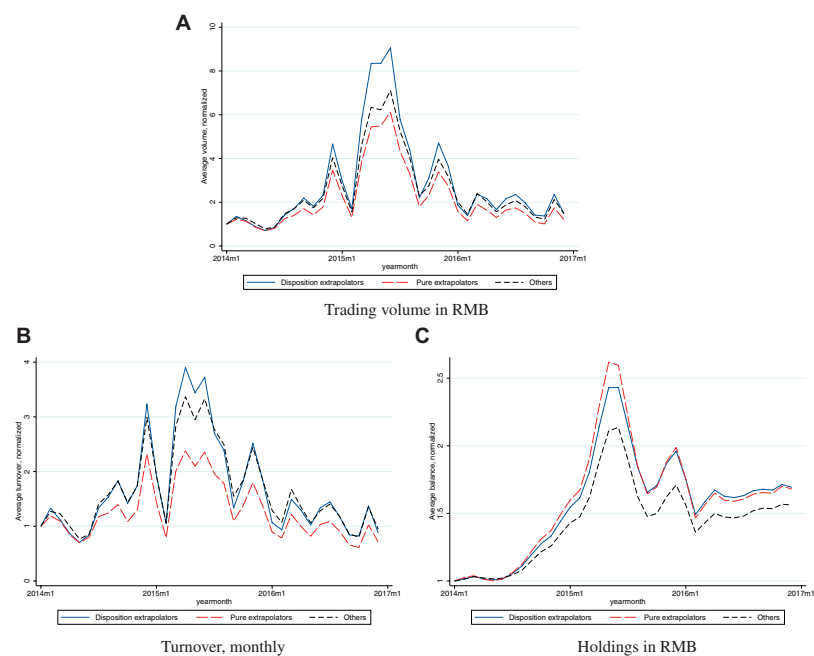 A
Average volume, normalized
10
8
6
4
2
0
2014m1 2015m1 2016m1 2017m1
yearmonth
Disposition extrapolators Pure extrapolators Others
Trading volume in RMB
B
Average turnover, normalized
4
3
2
1
0
2014m1 2015m1 2016m1 2017m1
yearmonth
Disposition extrapolators Pure extrapolators Others
Turnover, monthly
C
Average balance, normalized
2.5
2
1.5
1
2014m1 2015m1 2016m1 2017m1
yearmonth
Disposition extrapolators Pure extrapolators Others
Holdings in RMB